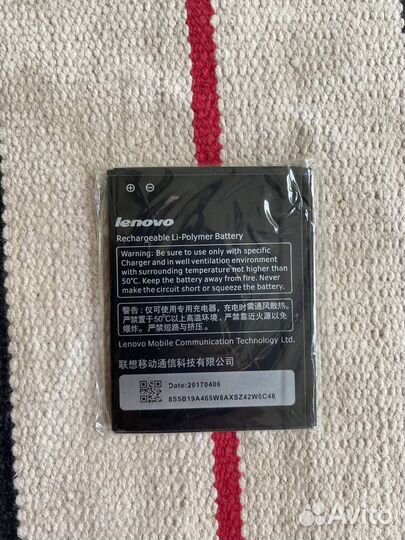 lenovo
Rechargeable Li-Polymer Battery
Warning: Be sure to use only with specific
Charger and in well ventilation environment
with surrounding temperature not higher than
50°C. Keep the battery away from fire. Never
make the circuit short or squeeze the battery.
警告:仅可使用专用充电器,充电时需通风散热。
严禁置于50℃以上高温环境,严禁靠近火源以免
爆炸。严禁短路与挤压。
Lenovo Mobile Communication Technology Ltd.
联想移动通信科技有限公司
Date:20170406
8S5B19A465W8AXSZ42W0C46
Avito